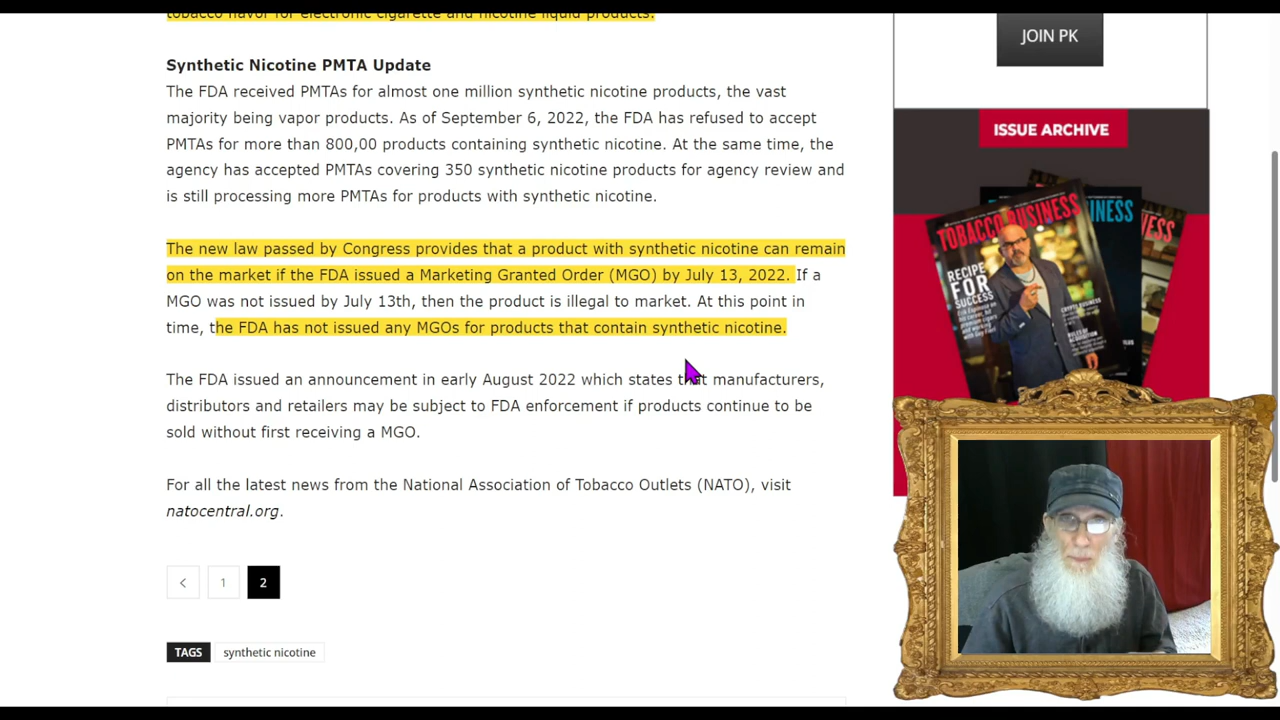 tobacco flavor for electronic cigarette and nicotine liquid products.
Synthetic Nicotine PMTA Update
The FDA received PMTAs for almost one million synthetic nicotine products, the vast
majority being vapor products. As of September 6, 2022, the FDA has refused to accept
PMTAs for more than 800,00 products containing synthetic nicotine. At the same time, the
agency has accepted PMTAs covering 350 synthetic nicotine products for agency review and
is still processing more PMTAs for products with synthetic nicotine.
The new law passed by Congress provides that a product with synthetic nicotine can remain
on the market if the FDA issued a Marketing Granted Order (MGO) by July 13, 2022. If a
MGO was not issued by July 13th, then the product is illegal to market. At this point in
time, the FDA has not issued any MGOs for products that contain synthetic nicotine.
The FDA issued an announcement in early August 2022 which states that manufacturers,
distributors and retailers may be subject to FDA enforcement if products continue to be
sold without first receiving a MGO.
For all the latest news from the National Association of Tobacco Outlets (NATO), visit
natocentral.org.
1
2
TAGS
synthetic nicotine
JOIN PK
ISSUE ARCHIVE
TOBACCO BUSINESS
RECIPE
FOR
SUCCESS